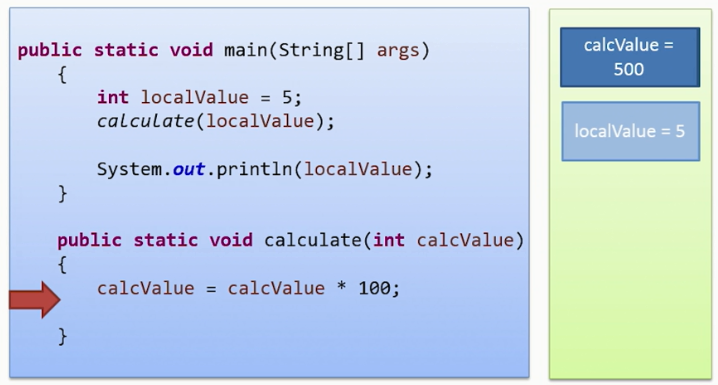 public static void main(String[] args)
{
int localValue = 5;
calculate(localValue);
System.out.println(localValue);
}
public static void calculate(int calcValue)
{
calcValue = calcValue * 100;
}
calcValue =
500
localValue = 5